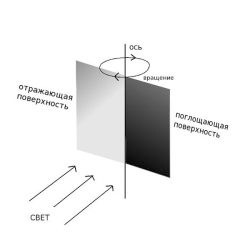 ось
вращение
отражающая
поверхность
поглощающая
поверхность
СВЕТ